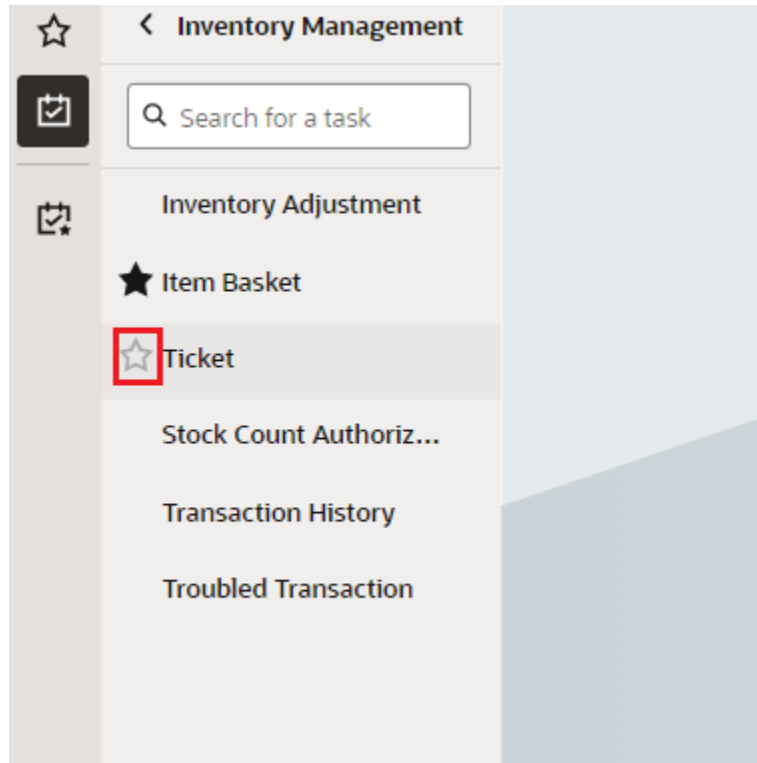 Inventory Management
Search for a task
Inventory Adjustment
Item Basket
Ticket
Stock Count Authoriz...
Transaction History
Troubled Transaction